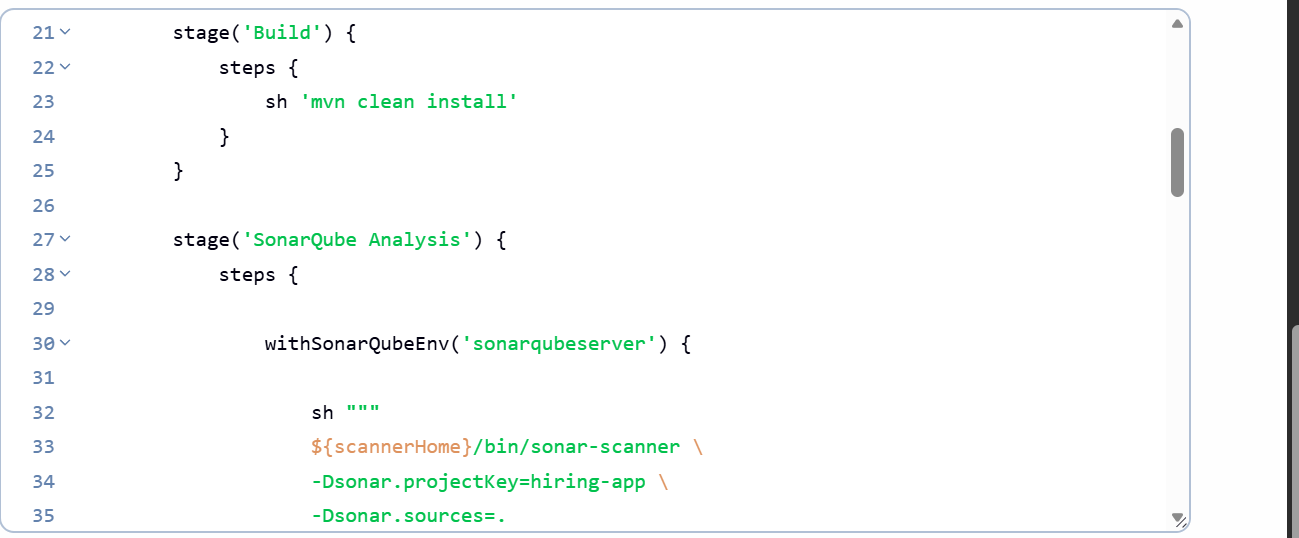 21 stage('Build') {
22 steps {
23 sh 'mvn clean install'
24 }
25 }
26
27 stage('SonarQube Analysis') {
28 steps {
29
30 withSonarQubeEnv('sonarqubeserver') {
31
32 sh """
33 ${scannerHome}/bin/sonar-scanner \
34 -Dsonar.projectKey=hiring-app \
35 -Dsonar.sources=.